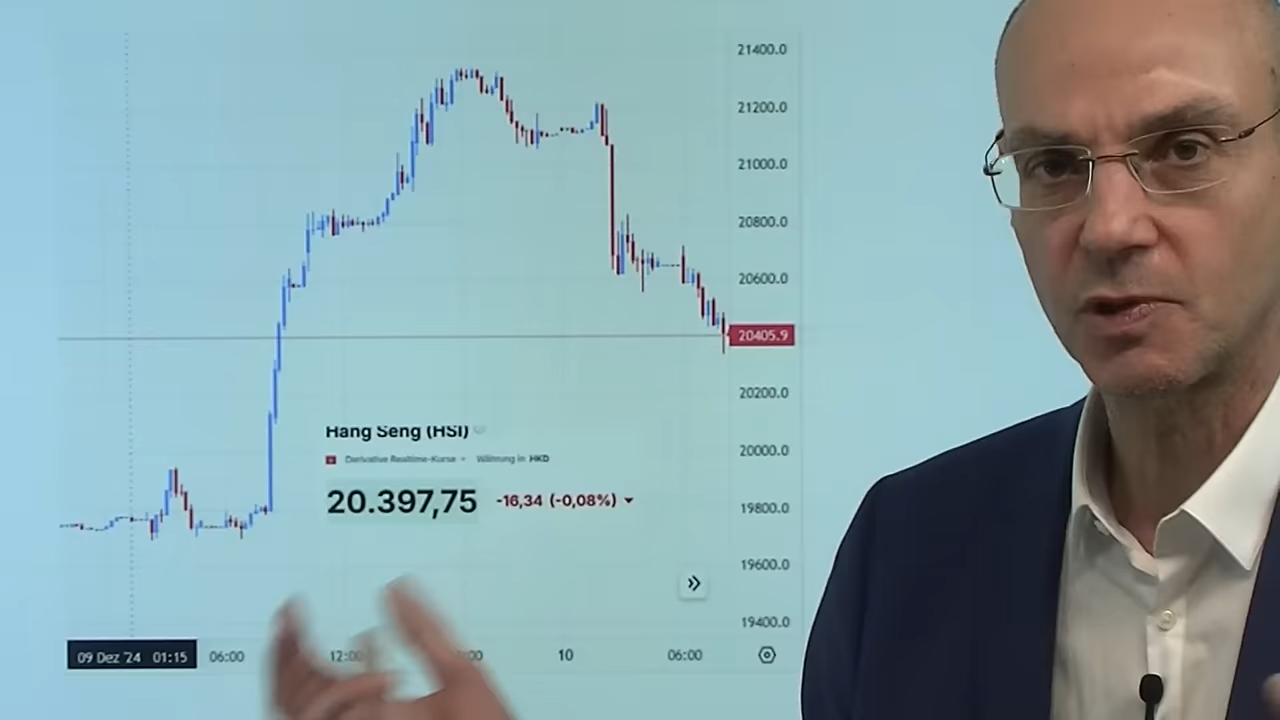 21400.0
21200.0
21000.0
20800.0
20600.0
20405.9
20200.0
20000.0
19800.0
19600.0
19400.0
Hang Seng (HSI)
Derivative Realtime-Kurse Währung in HKD
20.397,75 -16,34 (-0,08%)
09 Dez '24 01:15 06:00 12:00 :00 10 06:00